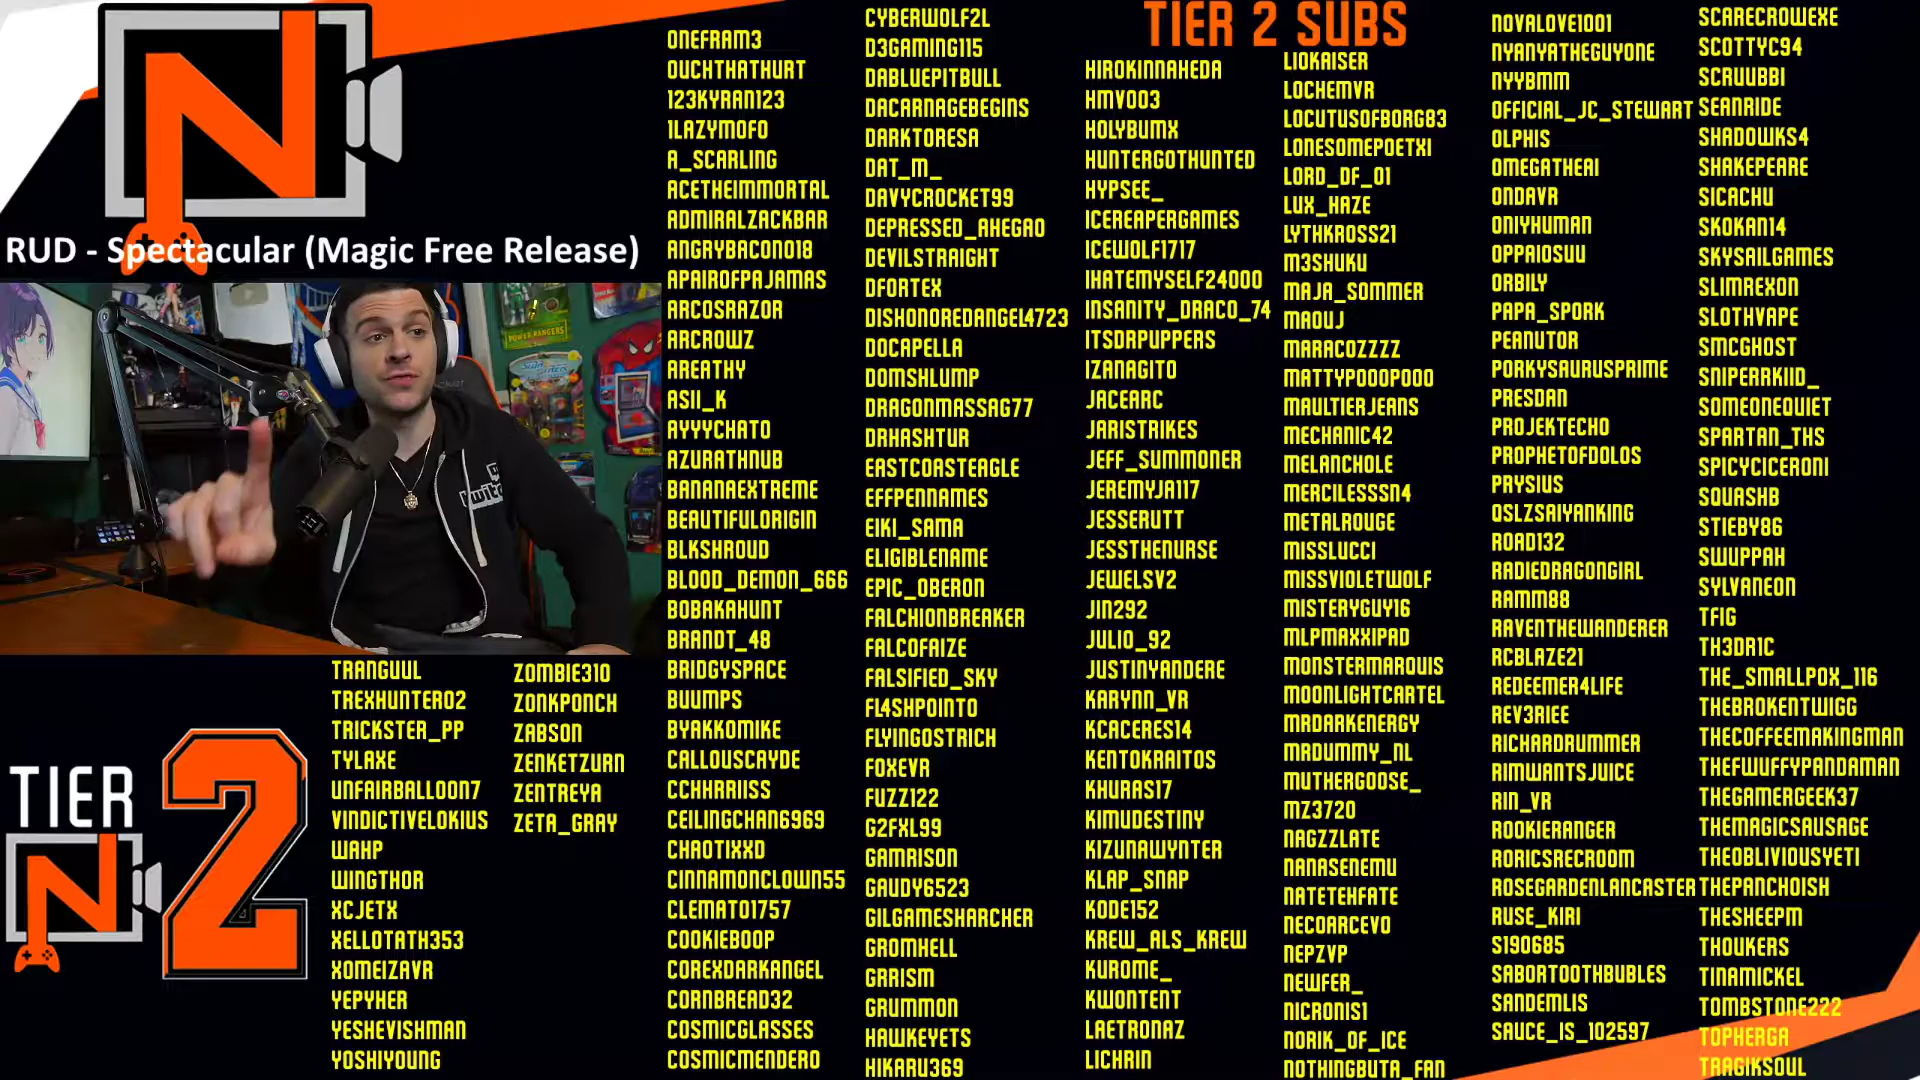 TIER 2 SUBS
RUD - Spectacular (Magic Free Release)
POWER RANGERS
ONEFRAM3
OUCHTHATHURT
123KYRAN123
1LAZYMOFO
A_SCARLING
ACETHEIMMORTAL
ADMIRALZACKBAR
ANGRYBACON018
APAIROFPAJAMAS
ARCOSRAZOR
ARCROWZ
AREATHY
ASII_K
AYYYCHATO
AZURATHNUB
BANANAEXTREME
BEAUTIFULORIGIN
BLKSHROUD
BLOOD_DEMON_666
BOBAKAHUNT
BRANDT_48
BRIDGYSPACE
BUUMPS
BYAKKOMIKE
CALLOUSCAYDE
CCHHRRIISS
CEILINGCHAN6969
CHAOTIXXD
CINNAMONCLOWN55
CLEMATO1757
COOKIEBOOP
COREXDARKANGEL
CORNBREAD32
COSMICGLASSES
COSMICMENDERO
CYBERWOLF2L
D3GAMING115
DABLUEPITBULL
DACARNAGEBEGINS
DARKTORESA
DAT_M_
DAVYCROCKET99
DEPRESSED_AHEGAO
DEVILSTRAIGHT
DFORTEX
DISHONOREDANGEL4723
DOCAPELLA
DOMSHLUMP
DRAGONMASSAG77
DRHASHTUR
EASTCOASTEAGLE
EFFPENNAMES
EIKI_SAMA
ELIGIBLENAME
EPIC_OBERON
FALCHIONBREAKER
FALCOFAIZE
FALSIFIED_SKY
FL4SHPOINTO
FLYINGOSTRICH
FOXEVR
FUZZ122
G2FXL99
GAMRISON
GAUDY6523
GILGAMESHARCHER
GROMHELL
GARISM
GRUMMON
HAWKEYETS
HIKARU369
HIROKINNAHEDA
HMV003
HOLYBUMX
HUNTERGOTHUNTED
HYPSEE_
ICEREAPERGAMES
ICEWOLF1717
IHATEMYSELF24000
INSANITY_DRACO_74
ITSDRPUPPERS
IZANAGITO
JACEARC
JARISTRIKES
JEFF_SUMMONER
JEREMYJA117
JESSERUTT
JESSTHENURSE
JEWELSV2
JIN292
JULIO_92
JUSTINYANDERE
KARYNN_VR
KCACERES14
KENTOKRAITOS
KHURAS17
KIMUDESTINY
KIZUNAWYNTER
KLAP_SNAP
KODE152
KREW_ALS_KREW
KUROME_
KWONTENT
LAETRONAZ
LICHRIN
LIOKAISER
LOCHEMVR
LOCUTUSOFBORG83
LONESOMEPOETXI
LORD_DF_01
LUX_HAZE
LYTHKROSS21
M3SHUKU
MAJA_SOMMER
MAOUJ
MARACOZZZZ
MATTYPOOOPOOO
MAULTIERJEANS
MECHANIC42
MELANCHOLE
MERCILESSSN4
METALROUGE
MISSLUCCI
MISSVIOLETWOLF
MISTERYGUY16
MLPMAXXIPAD
MONSTERMARQUIS
MOONLIGHTCARTEL
MRDARKENERGY
MRDUMMY_NL
MUTHERGOOSE_
MZ3720
NAGZZLATE
NANASENEMU
NATETEHFATE
NECOARCEVO
NEPZVP
NEWFER_
NICRONIS1
NORIK_OF_ICE
NOTHINGBUTA_FAN
NOVALOVE1001
NYANYATHEGUYONE
NYYBMM
OFFICIAL_JC_STEWART
OLPHIS
OMEGATHEAI
ONDAVR
ONIYHUMAN
OPPAIOSUU
ORBILY
PAPA_SPORK
PEANUTOR
PORKYSAURUSPRIME
PRESDAN
PROJEKTECHO
PROPHETOFDOLOS
PRYSIUS
QSLZSAIYANKING
ROAD132
RADIEDRAGONGIRL
RAMM88
RAVENTHEWANDERER
RCBLAZE21
REDEEMER4LIFE
REV3RIEE
RICHARDRUMMER
RIMWANTSJUICE
RIN_VR
ROOKIERANGER
RORICSRECROOM
ROSEGARDENLANCASTER
RUSE_KIRI
S190685
SABORTOOTHBUBLES
SANDEMLIS
SAUCE_IS_102597
SCARECROWEXE
SCOTTYC94
SCRUUBBI
SEANRIDE
SHADOWKS4
SHAKEPEARE
SICACHU
SKOKAN14
SKYSAILGAMES
SLIMREXON
SLOTHVAPE
SMCGHOST
SNIPERRKIID_
SOMEONEQUIET
SPARTAN_THS
SPICYCICERONI
SQUASHB
STIEBY86
SWUPPAH
SYLVANEON
TFIG
TH3DR1C
THE_SMALLPOX_116
THEBROKENTWIGG
THECOFFEEMAKINGMAN
THEFWUFFYPANDAMAN
THEGAMERGEEK37
THEMAGICSAUSAGE
THEOBLIVIOUSYETI
THEPANCHOISH
THESHEEPM
THOUKERS
TINAMICKEL
TOMBSTONE222
TOPHERGA
TRAGIKSOUL
TRANGUUL
TREXHUNTER02
TRICKSTER_PP
TYLAXE
UNFAIRBALLOON7
VINDICTIVELOKIUS
WAHP
WINGTHOR
XCJETX
XELLOTATH353
XOMEIZAVR
YEPYHER
YESHEVISHMAN
YOSHIYOUNG
ZOMBIE310
ZONKPONCH
ZABSON
ZENKETZURN
ZENTREYA
ZETA_GRAY
TIER
2